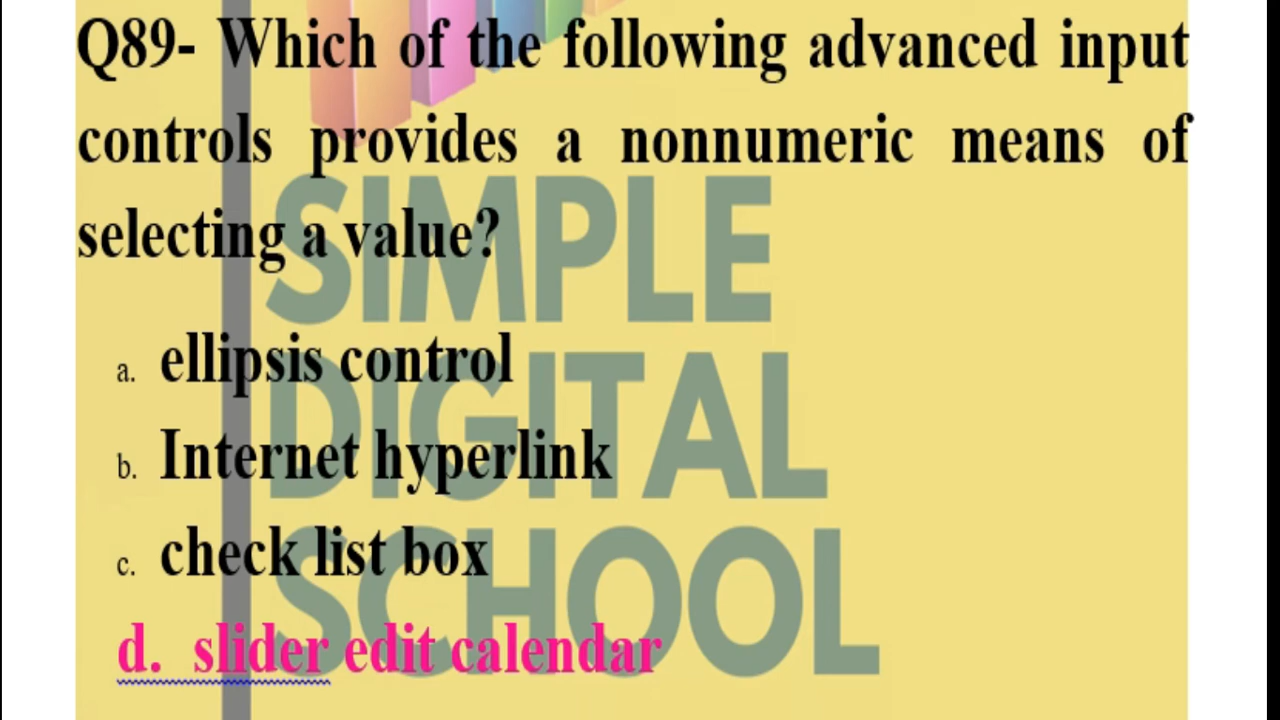 Q89- Which of the following advanced input
controls provides a nonnumeric means of
selecting a value?
a. ellipsis control
b. Internet hyperlink
c. check list box
d. slider edit calendar
SIMPLE
DIGITAL
SCHOOL